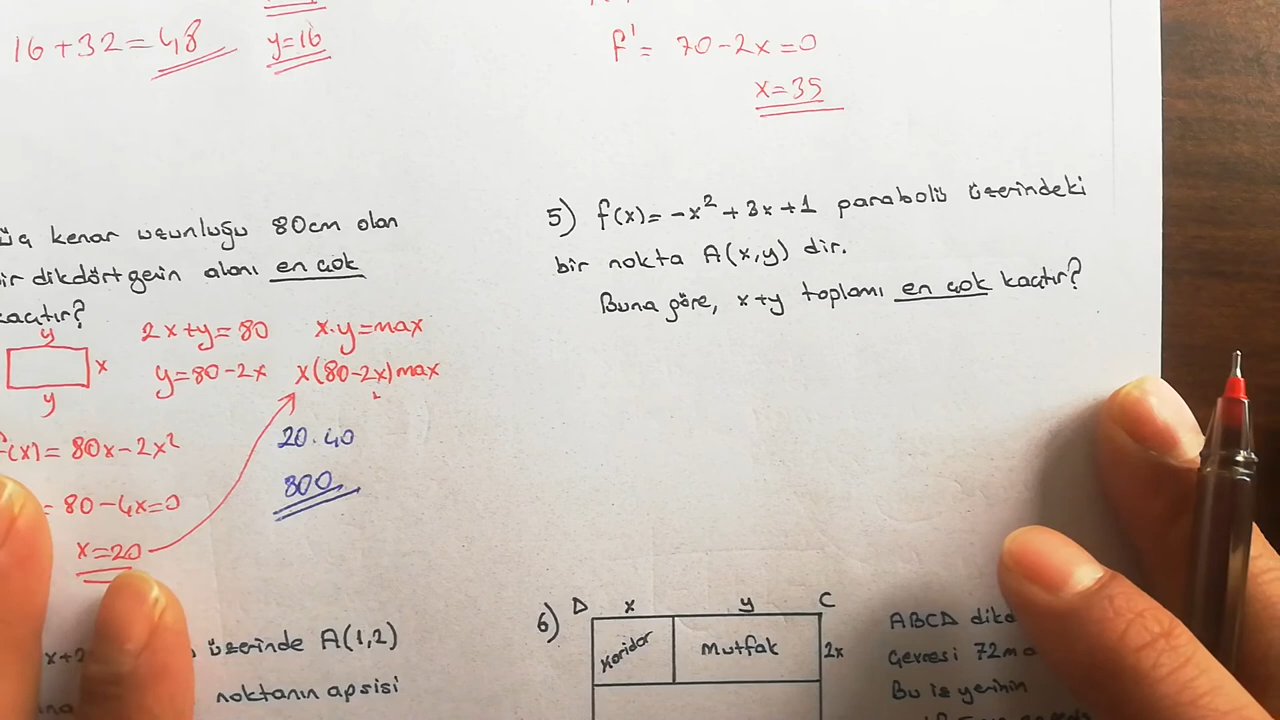 16+32=48
y=16
f'= 70-2x=0
x=35
üç kenar uzunluğu 80cm olan
bir dikdörtgenin alanı en çok
kaçtır?
y
x
y
2x+y=80 x.y=max
y=80-2x x(80-2x)max
f(x)= 80x-2x²
= 80-4x=0
x=20
20.40
800
5) f(x)= -x²+3x+1 parabolü üzerindeki
bir nokta A(x,y) dir.
Buna göre, x+y toplamı en çok kaçtır?
üzerinde A(1,2)
noktanın apsisi
6) D x y C
Koridor Mutfak 2x
ABCD
Çevresi 72
Bu iş yerinin